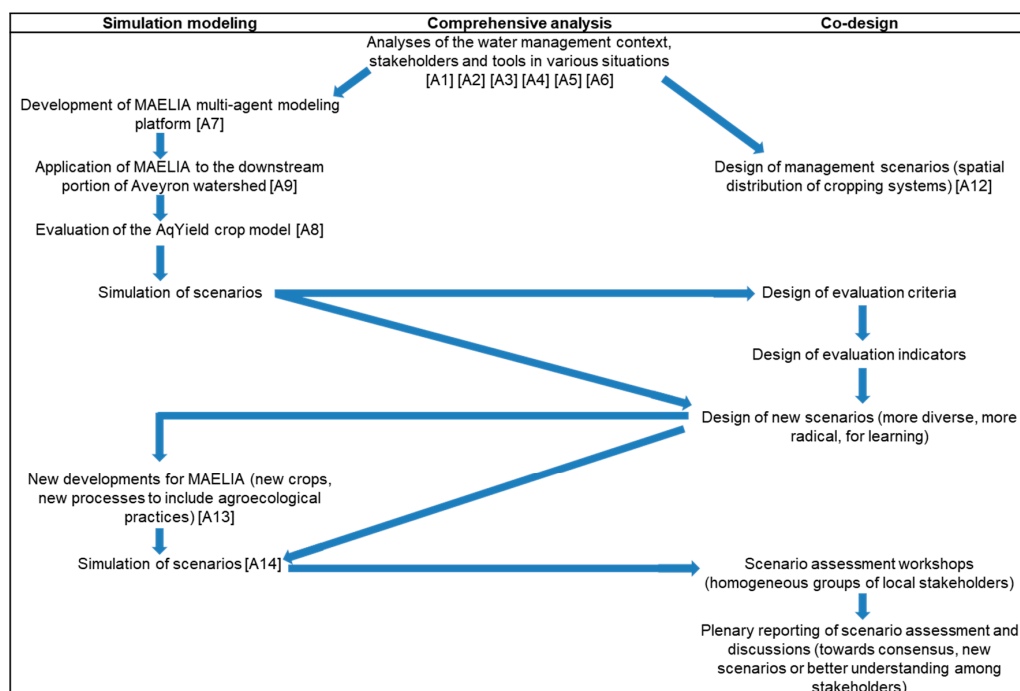 Simulation modeling
Comprehensive analysis
Co-design
Analyses of the water management context,
stakeholders and tools in various situations
[A1] [A2] [A3] [A4] [A5] [A6]
Development of MAELIA multi-agent modeling
platform [A7]
Application of MAELIA to the downstream
portion of Aveyron watershed [A9]
Design of management scenarios (spatial
distribution of cropping systems) [A12]
Evaluation of the AqYield crop model [A8]
Simulation of scenarios
Design of evaluation criteria
Design of evaluation indicators
Design of new scenarios (more diverse, more
radical, for learning)
New developments for MAELIA (new crops,
new processes to include agroecological
practices) [A13]
Simulation of scenarios [A14]
Scenario assessment workshops
(homogeneous groups of local stakeholders)
Plenary reporting of scenario assessment and
discussions (towards consensus, new
scenarios or better understanding among
stakeholders)